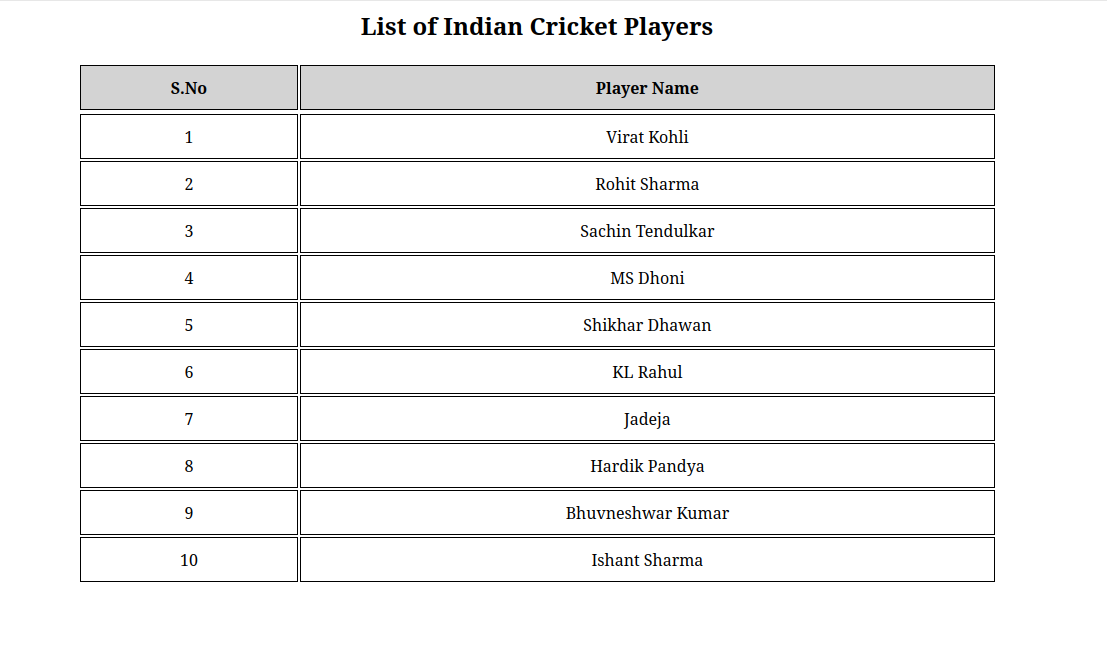 List of Indian Cricket Players
S.No Player Name
1 Virat Kohli
2 Rohit Sharma
3 Sachin Tendulkar
4 MS Dhoni
5 Shikhar Dhawan
6 KL Rahul
7 Jadeja
8 Hardik Pandya
9 Bhuvneshwar Kumar
10 Ishant Sharma